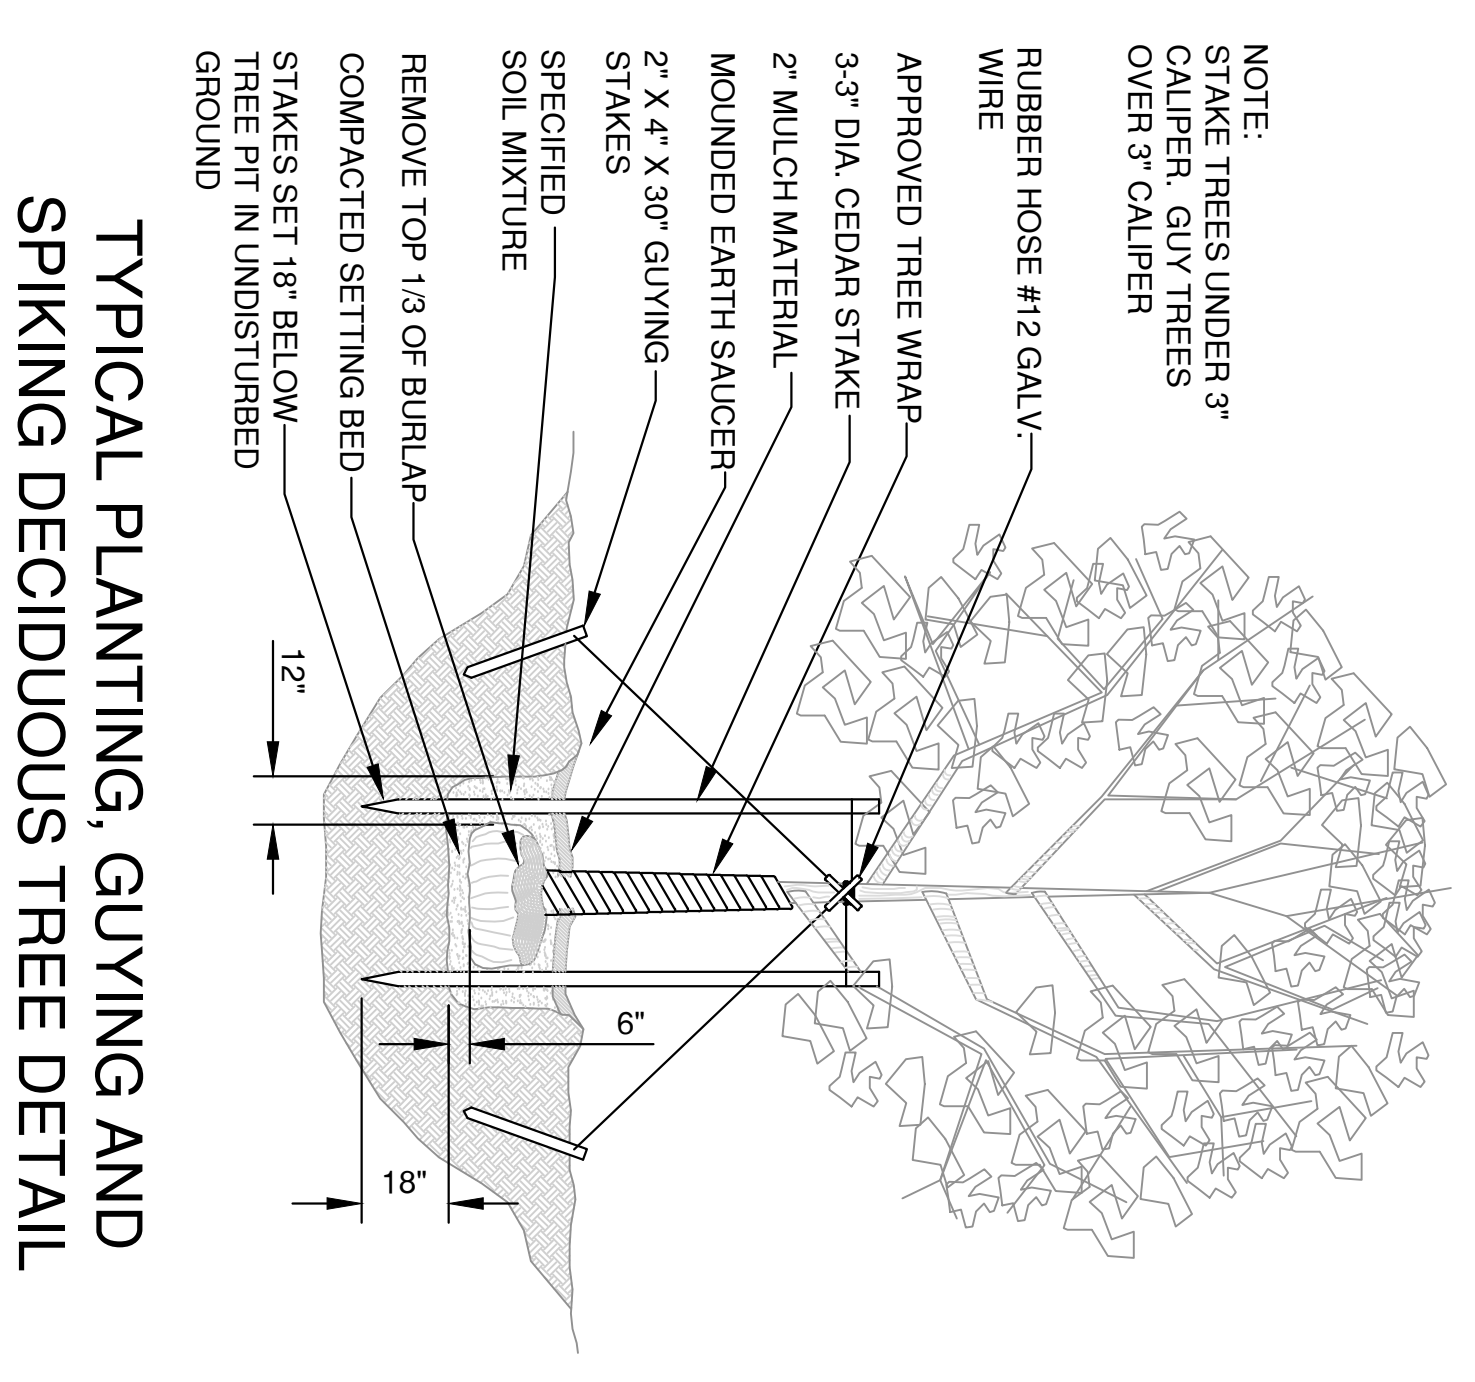 NOTE:
STAKE TREES UNDER 3"
CALIPER. GUY TREES
OVER 3" CALIPER
RUBBER HOSE #12 GALV.
WIRE
APPROVED TREE WRAP
3-3" DIA. CEDAR STAKE
2" MULCH MATERIAL
MOUNDED EARTH SAUCER
2" X 4" X 30" GUYING
STAKES
SPECIFIED
SOIL MIXTURE
REMOVE TOP 1/3 OF BURLAP
COMPACTED SETTING BED
STAKES SET 18" BELOW
TREE PIT IN UNDISTURBED
GROUND
12"
6"
18"
TYPICAL PLANTING, GUYING AND
SPIKING DECIDUOUS TREE DETAIL